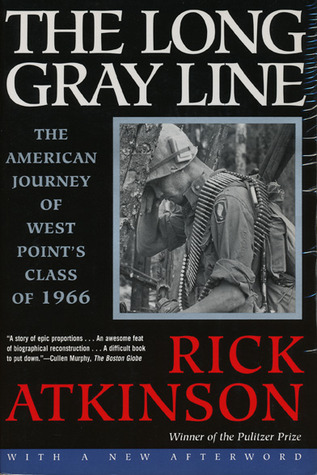 THE LONG
GRAY LINE
THE
AMERICAN
JOURNEY
OF
WEST
POINT'S
CLASS
OF 1966
"A story of epic proportions . . . An awesome feat
of biographical reconstruction . . . A difficult book
to put down."—Cullen Murphy, The Boston Globe
RICK
ATKINSON
Winner of the Pulitzer Prize
WITH A NEW AFTERWORD